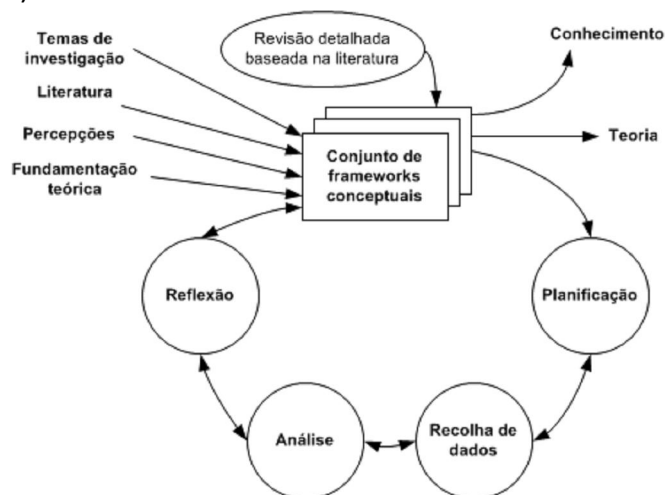 Temas de
investigação
Literatura
Percepções
Fundamentação
teórica
Revisão detalhada
baseada na literatura
Conhecimento
Teoria
Conjunto de
frameworks
conceptuais
Reflexão
Planificação
Análise
Recolha de
dados